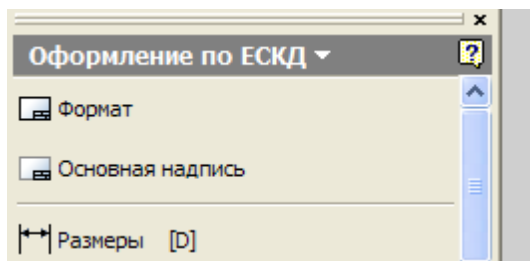 Оформление по ЕСКД
Формат
Основная надпись
Размеры [D]